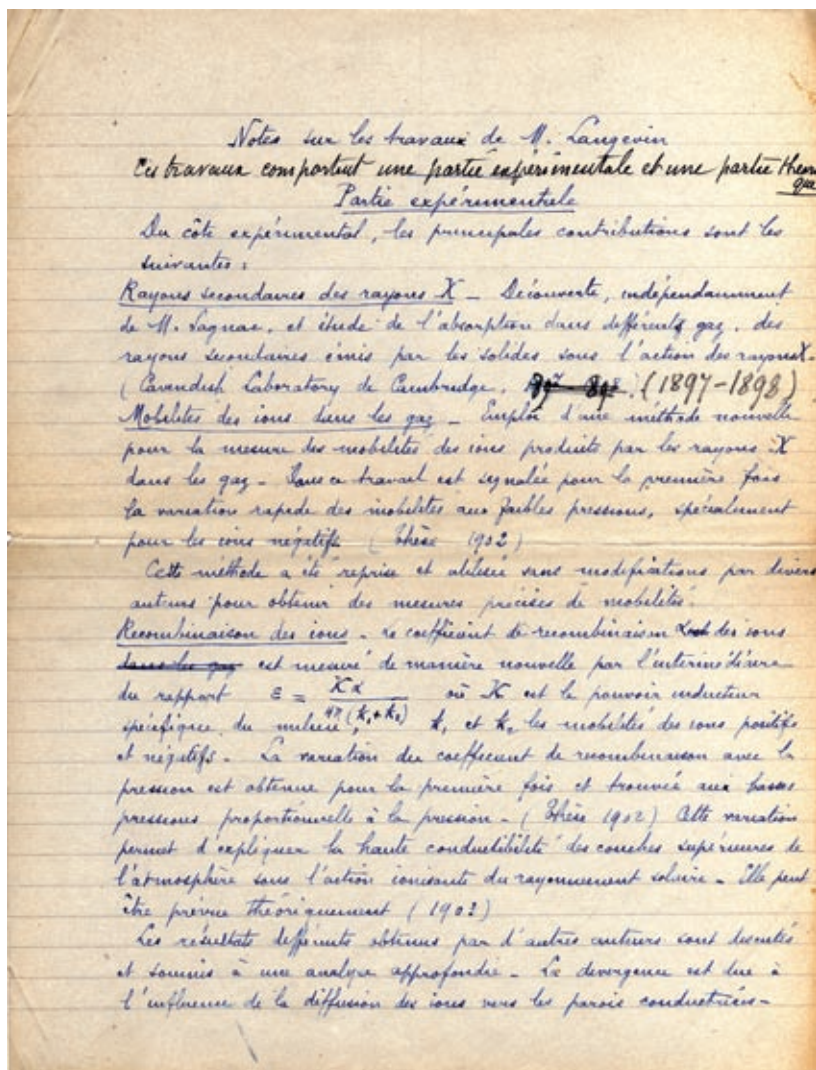 Notes sur les travaux de M. Langevin
Ces travaux comportent une partie expérimentale et une partie théori
que
Partie expérimentale
Du côté expérimental, les principales contributions sont les
suivantes :
Rayons secondaires des rayons X – Découverte, indépendamment
de M. Sagnac, et étude de l'absorption dans différents gaz, des
rayons secondaires émis par les solides sous l'action des rayons X.
(Cavendish Laboratory de Cambridge, (1897-1898)
Mobilités des ions dans les gaz – Emploi d'une méthode nouvelle
pour la mesure des mobilités des ions produits par les rayons X
dans les gaz – Dans ce travail est signalée pour la première fois
la variation rapide des mobilités aux faibles pressions, spécialement
pour les ions négatifs (Thèse 1902)
Cette méthode a été reprise et utilisée sans modifications par divers
auteurs pour obtenir des mesures précises de mobilités.
Recombinaison des ions – Le coefficient de recombinaison des ions
dans les gaz est mesuré de manière nouvelle par l'intermédiaire
du rapport ε = Kα / 4π(k₁+k₂) où K est le pouvoir inducteur
spécifique du milieu, k₁ et k₂ les mobilités des ions positifs
et négatifs – La variation du coefficient de recombinaison avec la
pression est obtenue pour la première fois et trouvée aux basses
pressions proportionnelle à la pression – (Thèse 1902) Cette variation
permet d'expliquer la haute conductibilité des couches supérieures de
l'atmosphère sous l'action ionisante du rayonnement solaire – Elle peut
être prévue théoriquement (1903)
Les résultats différents obtenus par d'autres auteurs sont discutés
et soumis à une analyse approfondie – La divergence est due à
l'influence de la diffusion des ions vers les parois conductrices –